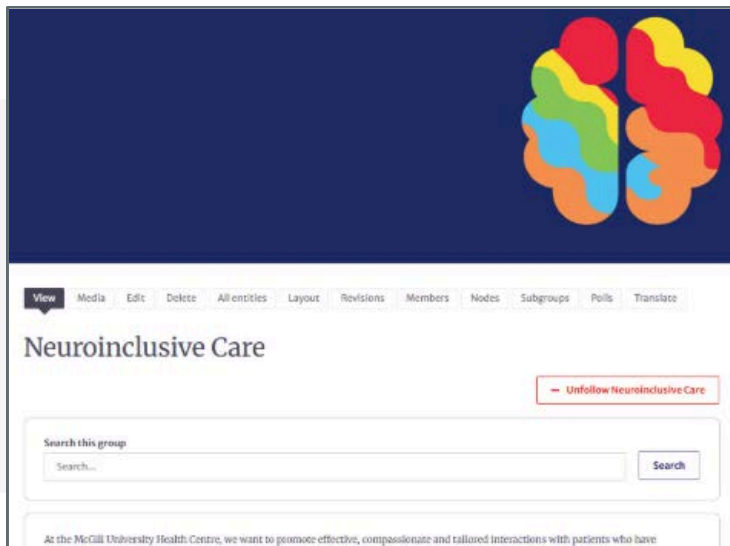 View Media Edit Delete All entities Layout Revisions Members Nodes Subgroups Polls Translate
Neuroinclusive Care
− Unfollow Neuroinclusive Care
Search this group
Search... Search
At the McGill University Health Centre, we want to promote effective, compassionate and tailored interactions with patients who have